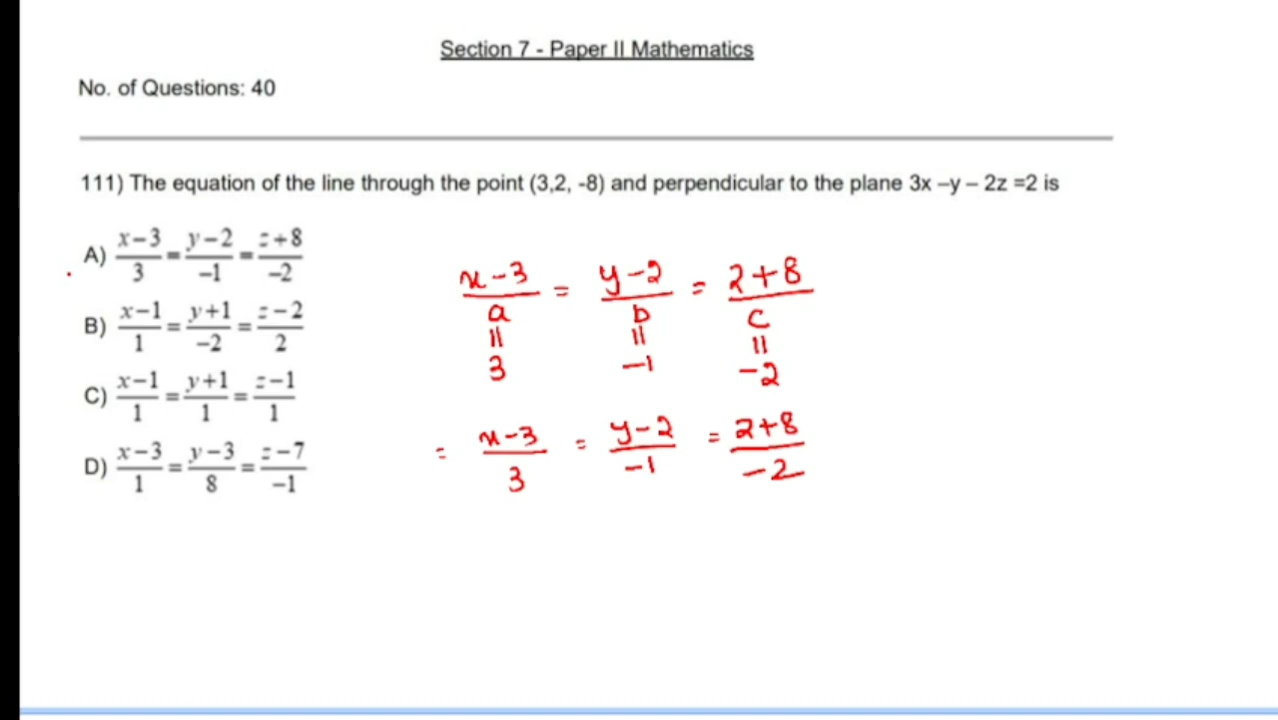 Section 7 - Paper II Mathematics
No. of Questions: 40
111) The equation of the line through the point (3,2, -8) and perpendicular to the plane 3x –y – 2z =2 is
A) x−3/3 = y−2/−1 = z+8/−2
B) x−1/1 = y+1/−2 = z−2/2
C) x−1/1 = y+1/1 = z−1/1
D) x−3/1 = y−3/8 = z−7/−1
x−3/a = y−2/b = z+8/c
= = =
3 −1 −2
= x−3/3 = y−2/−1 = z+8/−2